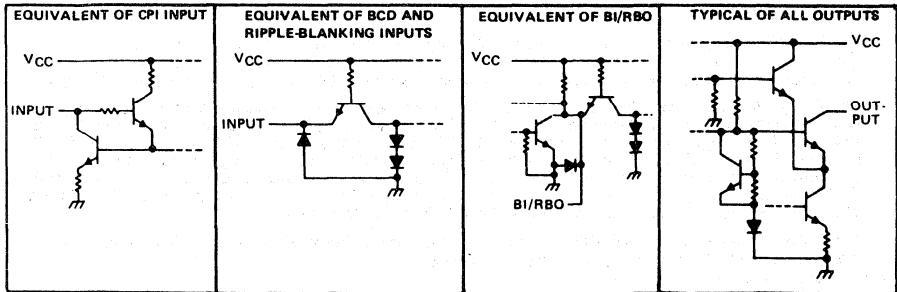 EQUIVALENT OF CPI INPUT
VCC
INPUT
EQUIVALENT OF BCD AND
RIPPLE-BLANKING INPUTS
VCC
INPUT
EQUIVALENT OF BI/RBO
VCC
BI/RBO
TYPICAL OF ALL OUTPUTS
VCC
OUT-
PUT